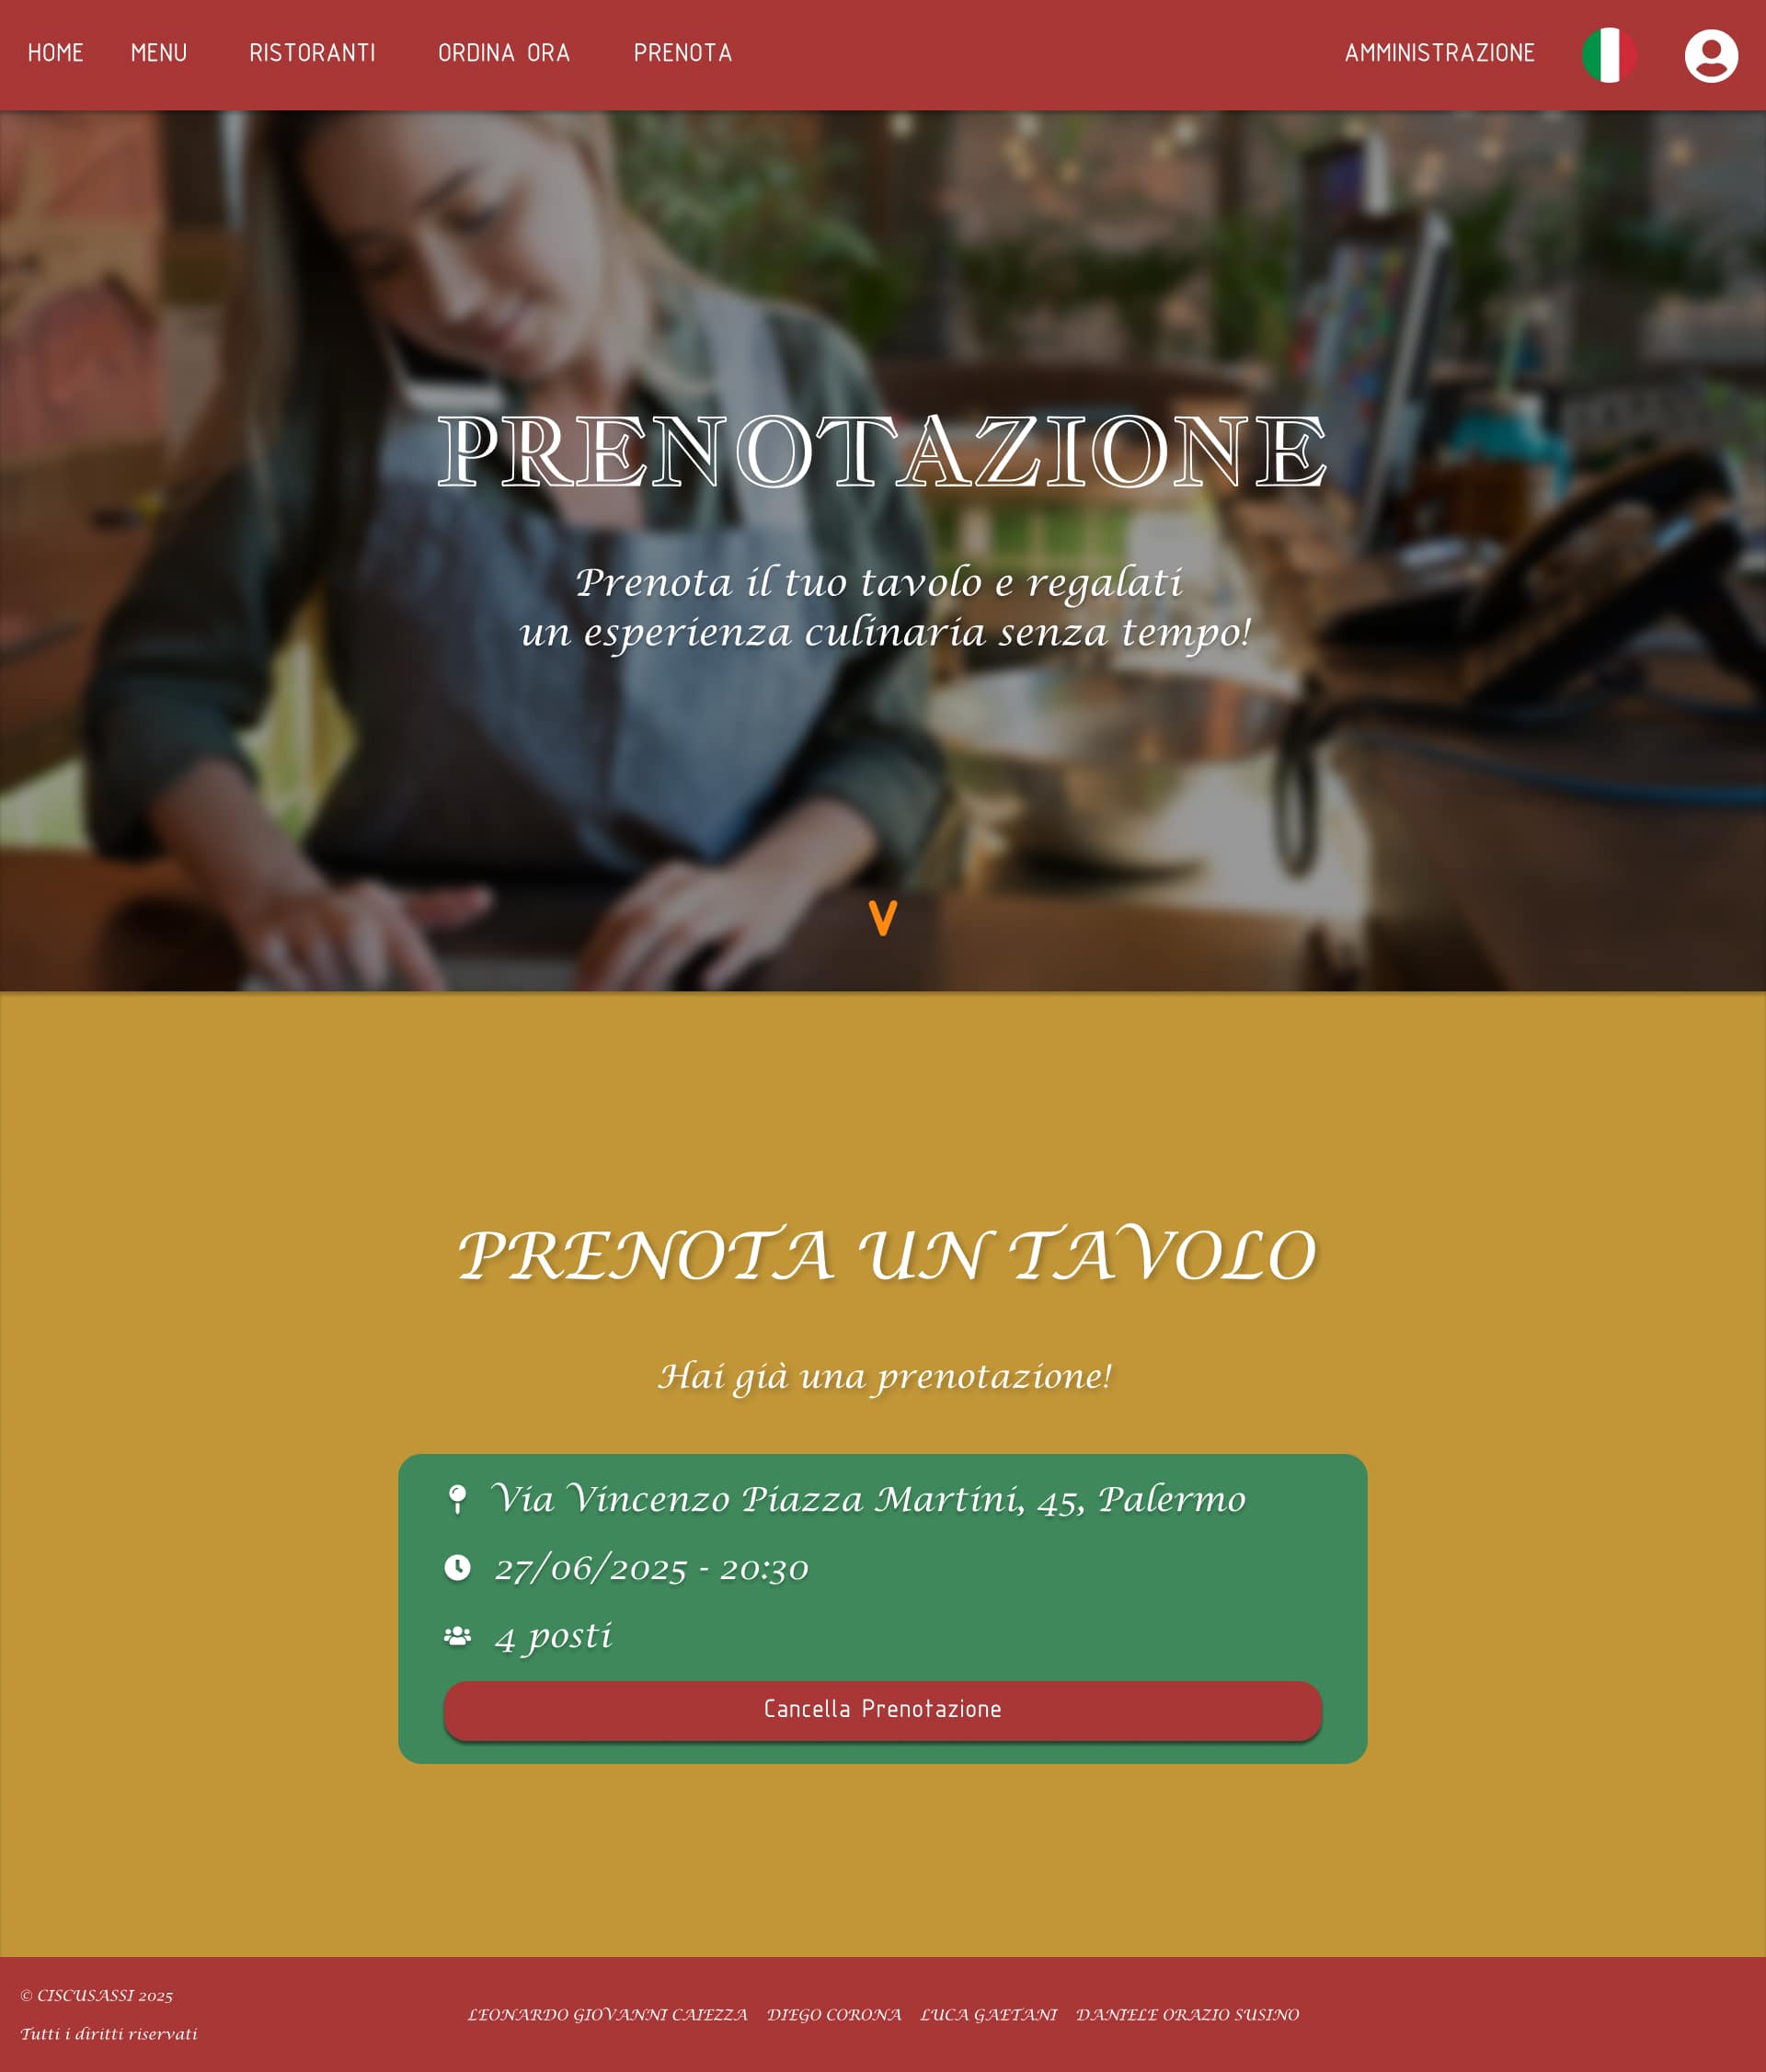 HOME MENU RISTORANTI ORDINA ORA PRENOTA AMMINISTRAZIONE
PRENOTAZIONE
Prenota il tuo tavolo e regalati
un esperienza culinaria senza tempo!
V
PRENOTA UN TAVOLO
Hai già una prenotazione!
Via Vincenzo Piazza Martini, 45, Palermo
27/06/2025 - 20:30
4 posti
Cancella Prenotazione
© CISCUSASSI 2025
Tutti i diritti riservati
LEONARDO GIOVANNI CAIEZZA DIEGO CORONA LUCA GAETANI DANIELE ORAZIO SUSINO